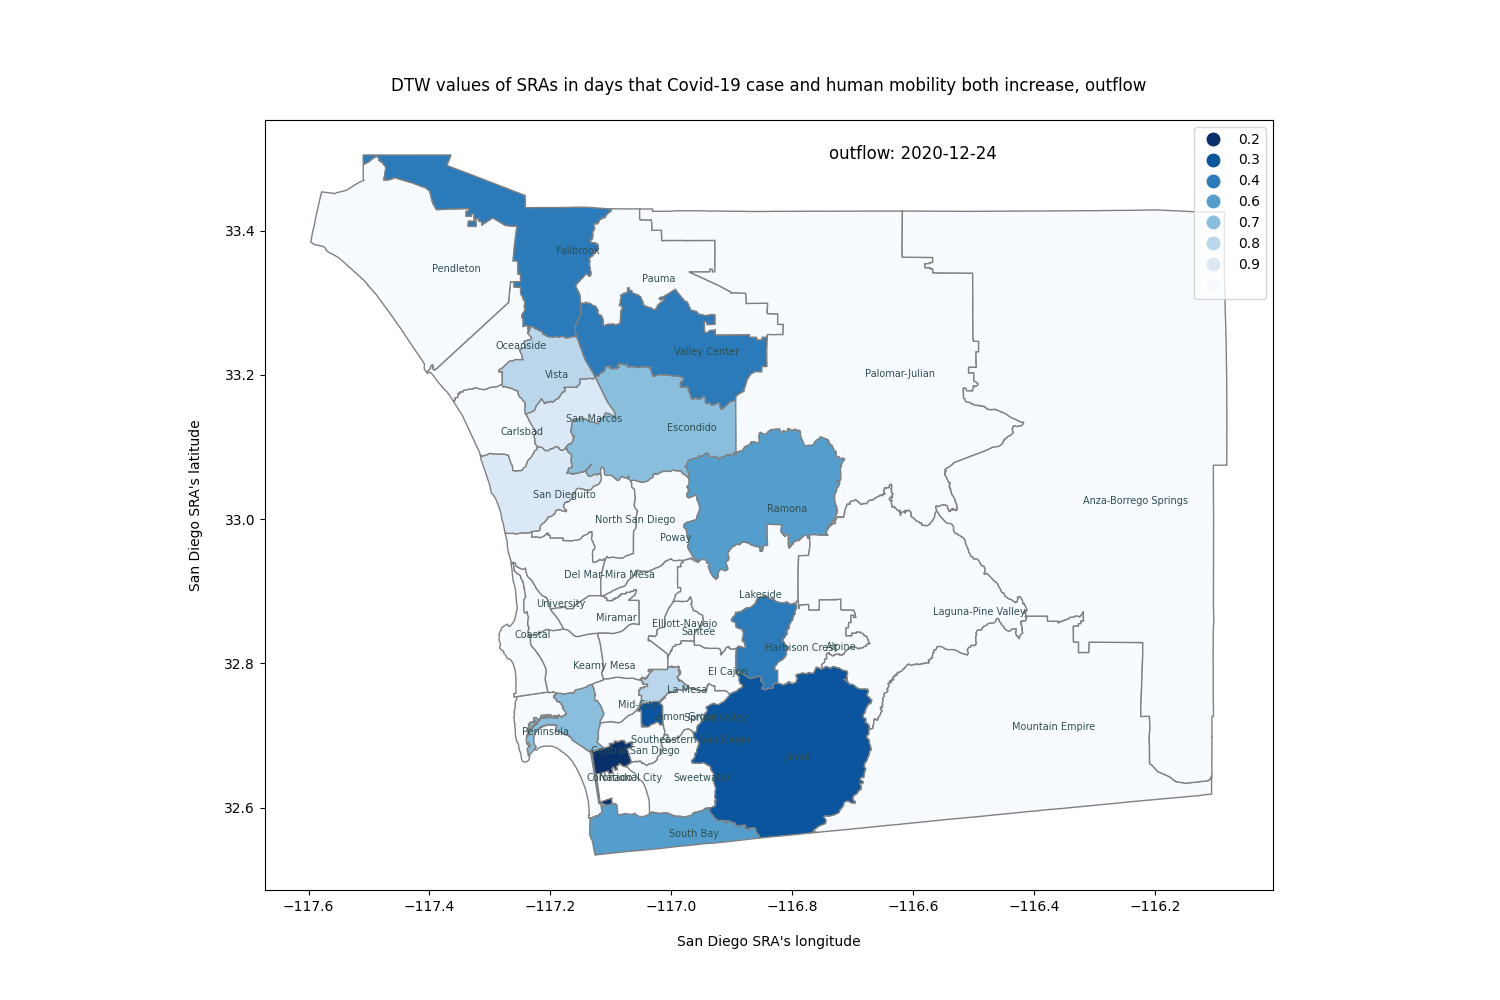 DTW values of SRAs in days that Covid-19 case and human mobility both increase, outflow
outflow: 2020-12-24
0.2
0.3
0.4
0.6
0.7
0.8
0.9
33.4
33.2
33.0
32.8
32.6
San Diego SRA's latitude
Fallbrook
Pendleton
Pauma
Oceanside
Valley Center
Vista
Palomar-Julian
San Marcos
Carlsbad
Escondido
San Dieguito
Anza-Borrego Springs
Ramona
North San Diego
Poway
Del Mar-Mira Mesa
Lakeside
University
Laguna-Pine Valley
Miramar
Elliott-Navajo
Santee
Coastal
Harbison Crest
Alpine
Kearny Mesa
El Cajon
La Mesa
Mid-City
Mountain Empire
Peninsula
Southeastern San Diego
Central San Diego
Coronado
National City
Sweetwater
South Bay
−117.6
−117.4
−117.2
−117.0
−116.8
−116.6
−116.4
−116.2
San Diego SRA's longitude